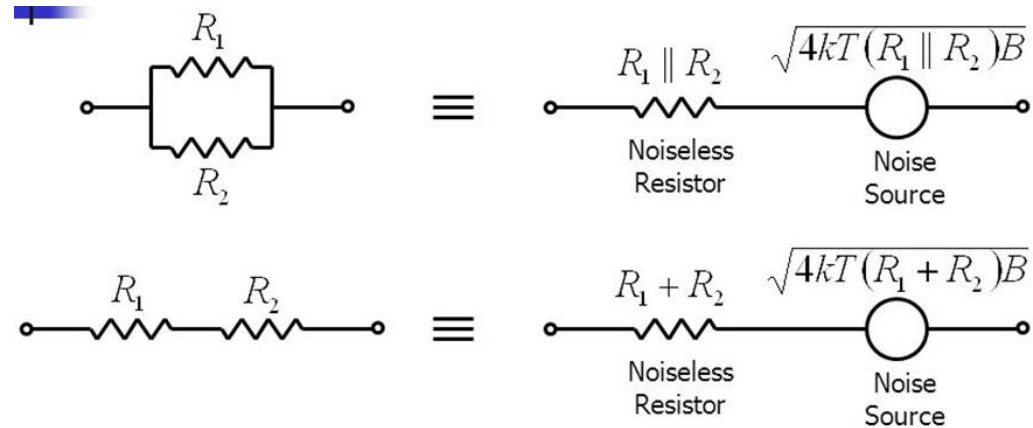 R₁
R₂
≡
R₁ ∥ R₂
√4kT(R₁ ∥ R₂)B
Noiseless
Resistor
Noise
Source
R₁
R₂
≡
R₁ + R₂
√4kT(R₁ + R₂)B
Noiseless
Resistor
Noise
Source